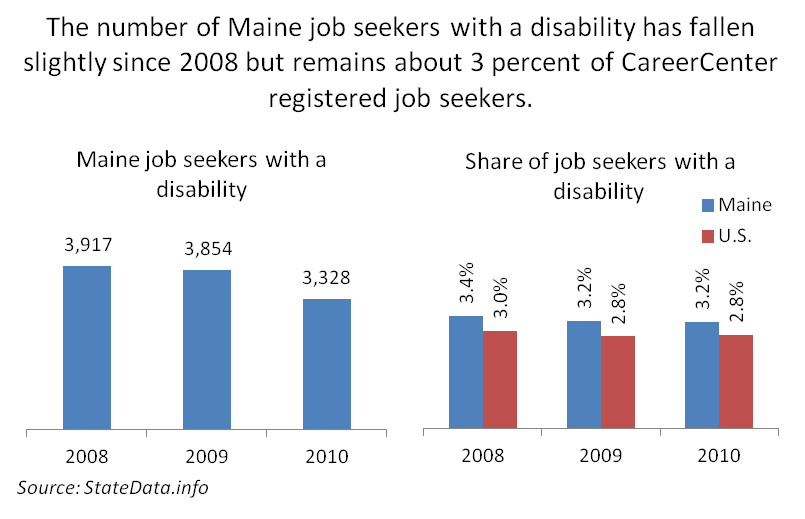 The number of Maine job seekers with a disability has fallen
slightly since 2008 but remains about 3 percent of CareerCenter
registered job seekers.
Maine job seekers with a
disability
3,917
3,854
3,328
2008
2009
2010
Share of job seekers with a
disability
Maine
U.S.
3.4%
3.0%
3.2%
2.8%
3.2%
2.8%
2008
2009
2010
Source: StateData.info